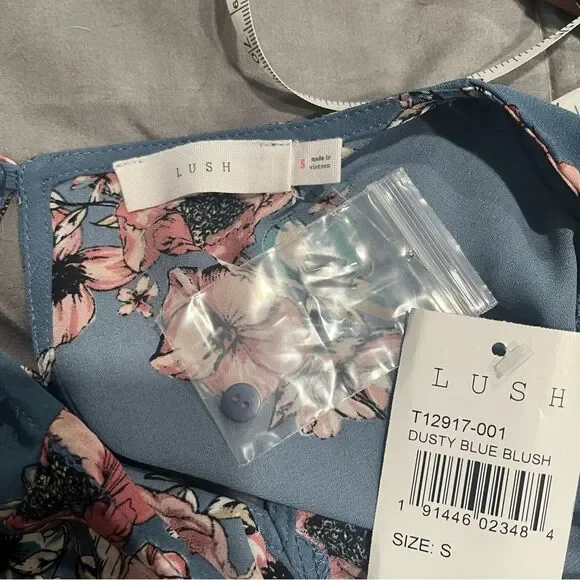 LUSH
S
made in
vietnam
LUSH
T12917-001
DUSTY BLUE BLUSH
1 91446 02348 4
SIZE: S